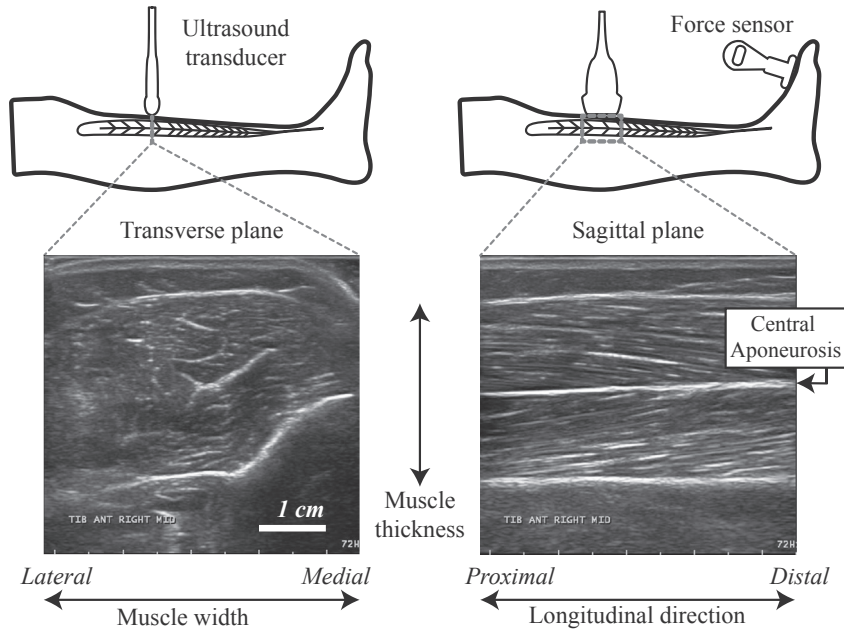 Ultrasound
transducer
Force sensor
Transverse plane
Sagittal plane
Central
Aponeurosis
1 cm
Muscle
thickness
TIB ANT RIGHT MID
72H
TIB ANT RIGHT MID
72H
Lateral
Medial
Muscle width
Proximal
Distal
Longitudinal direction